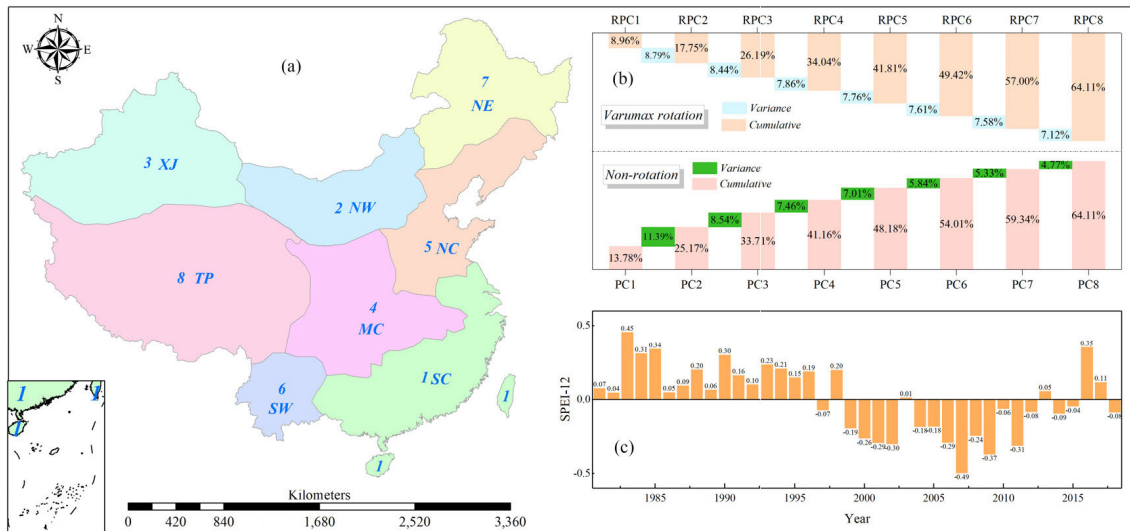 N
W E
S
(a)
7
NE
3 XJ
2 NW
5 NC
8 TP
4
MC
1 SC
6
SW
1
1
1
1
1
Kilometers
0 420 840 1,680 2,520 3,360
RPC1 RPC2 RPC3 RPC4 RPC5 RPC6 RPC7 RPC8
8.96% 17.75% 26.19% 34.04% 41.81% 49.42% 57.00% 64.11%
8.79% 8.44% 7.86% 7.76% 7.61% 7.58% 7.12%
(b)
Varumax rotation
Variance
Cumulative
Non-rotation
Variance
Cumulative
11.39% 8.54% 7.46% 7.01% 5.84% 5.33% 4.77%
13.78% 25.17% 33.71% 41.16% 48.18% 54.01% 59.34% 64.11%
PC1 PC2 PC3 PC4 PC5 PC6 PC7 PC8
SPEI-12
0.5
0.0
-0.5
0.07 0.04 0.45 0.31 0.34 0.05 0.09 0.20 0.06 0.30 0.16 0.10 0.23 0.21 0.15 0.19 -0.07 0.20 -0.19 -0.26 -0.29 -0.30 0.01 -0.18 -0.18 -0.29 -0.49 -0.24 -0.37 -0.06 -0.31 -0.08 0.05 -0.09 -0.04 0.35 0.11 -0.08
(c)
1985 1990 1995 2000 2005 2010 2015
Year